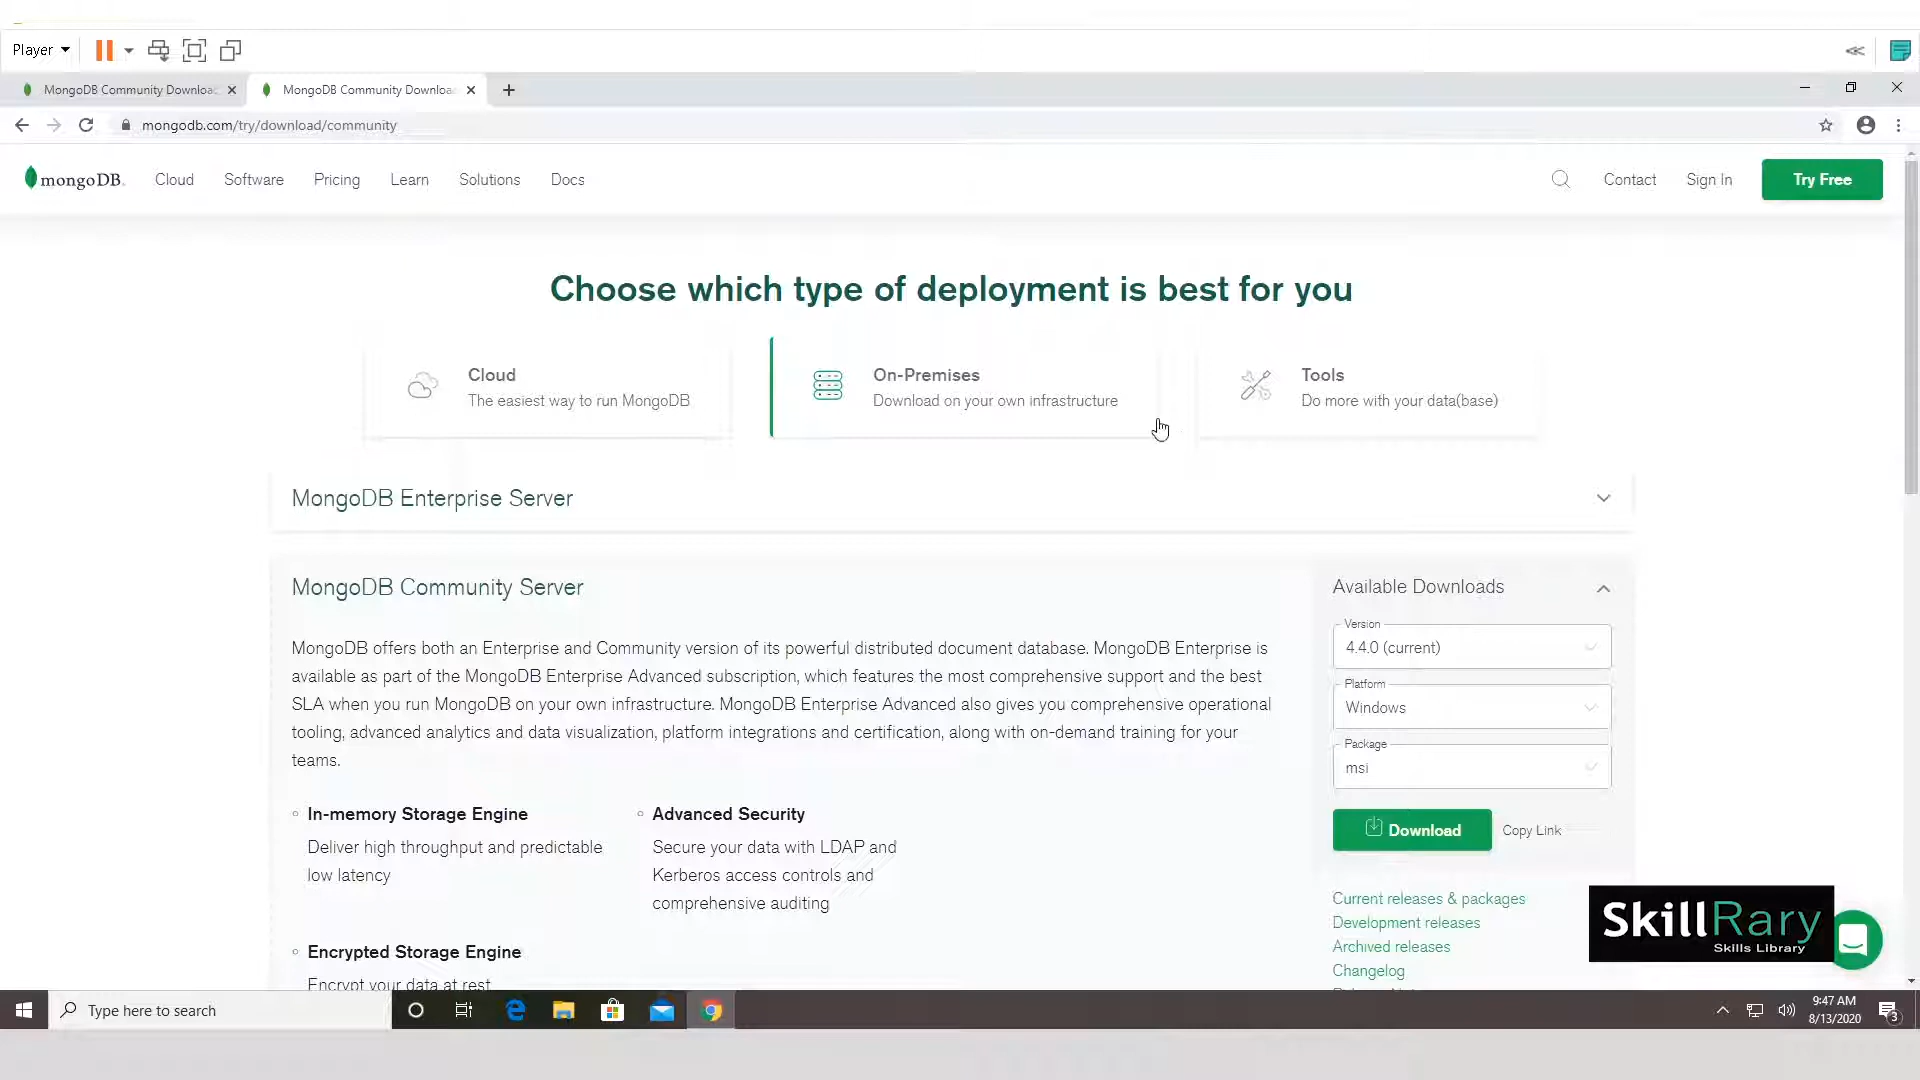 Player
MongoDB Community Downloa
MongoDB Community Downloa
mongodb.com/try/download/community
mongoDB.
Cloud
Software
Pricing
Learn
Solutions
Docs
Contact
Sign In
Try Free
Choose which type of deployment is best for you
Cloud
The easiest way to run MongoDB
On-Premises
Download on your own infrastructure
Tools
Do more with your data(base)
MongoDB Enterprise Server
MongoDB Community Server
MongoDB offers both an Enterprise and Community version of its powerful distributed document database. MongoDB Enterprise is
available as part of the MongoDB Enterprise Advanced subscription, which features the most comprehensive support and the best
SLA when you run MongoDB on your own infrastructure. MongoDB Enterprise Advanced also gives you comprehensive operational
tooling, advanced analytics and data visualization, platform integrations and certification, along with on-demand training for your
teams.
In-memory Storage Engine
Deliver high throughput and predictable
low latency
Advanced Security
Secure your data with LDAP and
Kerberos access controls and
comprehensive auditing
Encrypted Storage Engine
Encrypt your data at rest
Available Downloads
Version
4.4.0 (current)
Platform
Windows
Package
msi
Download
Copy Link
Current releases & packages
Development releases
Archived releases
Changelog
SkillRary
Skills Library
Type here to search
9:47 AM
8/13/2020
3